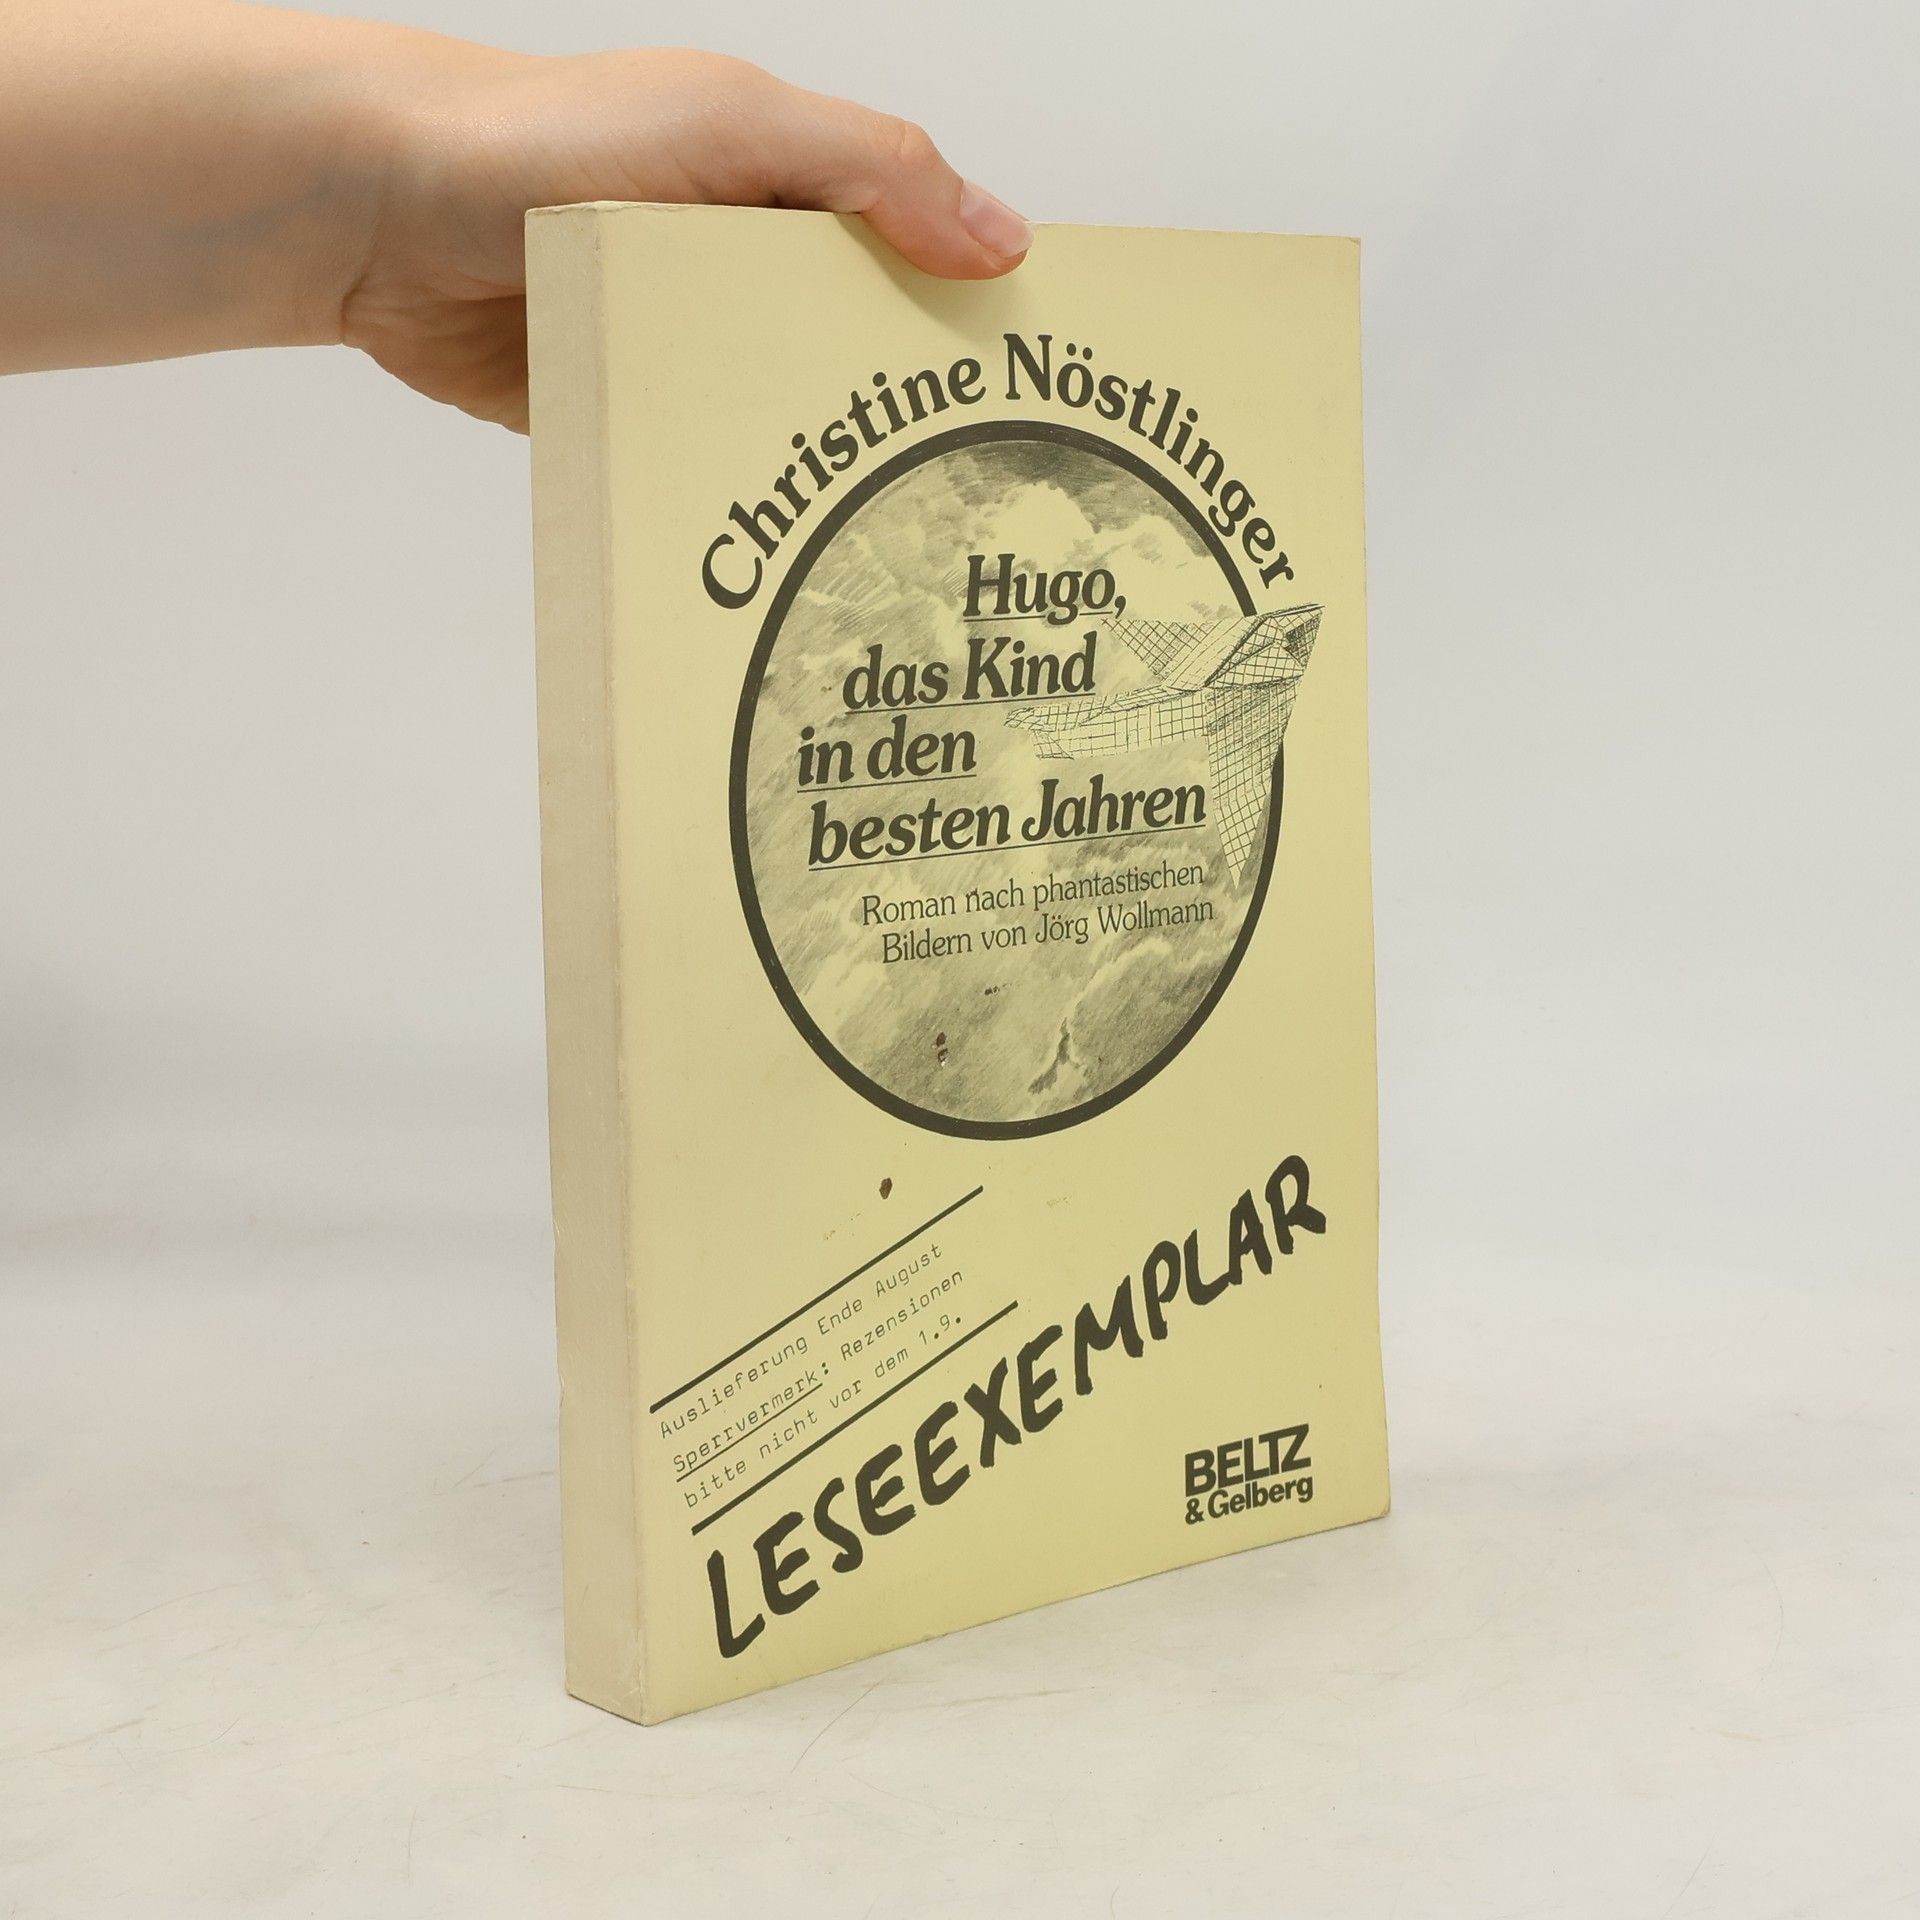 Christine Nöstlinger
Hugo,
das Kind
in den
besten Jahren
Roman nach phantastischen
Bildern von Jörg Wollmann
Auslieferung Ende August
Sperrvermerk: Rezensionen
bitte nicht vor dem 1.9.
LESEEXEMPLAR
BELTZ
& Gelberg